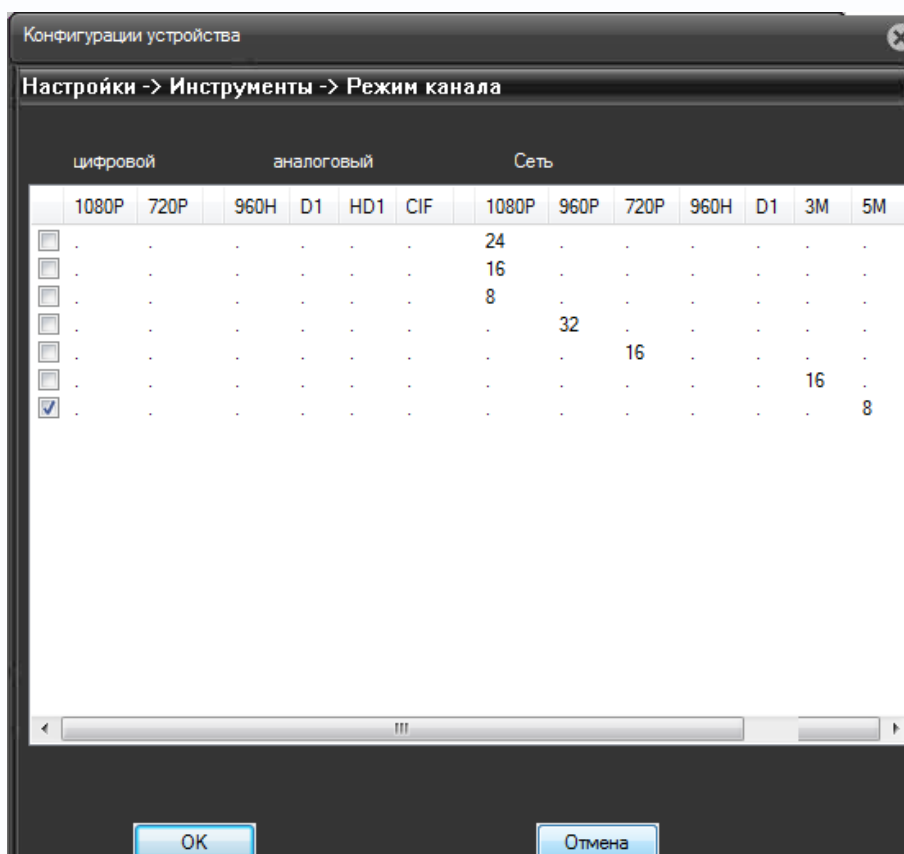 Конфигурации устройства
Настройки -> Инструменты -> Режим канала
цифровой аналоговый Сеть
1080P 720P 960H D1 HD1 CIF 1080P 960P 720P 960H D1 3M 5M
. . . . . . 24 . . . . . .
. . . . . . 16 . . . . . .
. . . . . . 8 . . . . . .
. . . . . . . 32 . . . . .
. . . . . . . . 16 . . . .
. . . . . . . . . . . 16 .
. . . . . . . . . . . . 8
OK Отмена